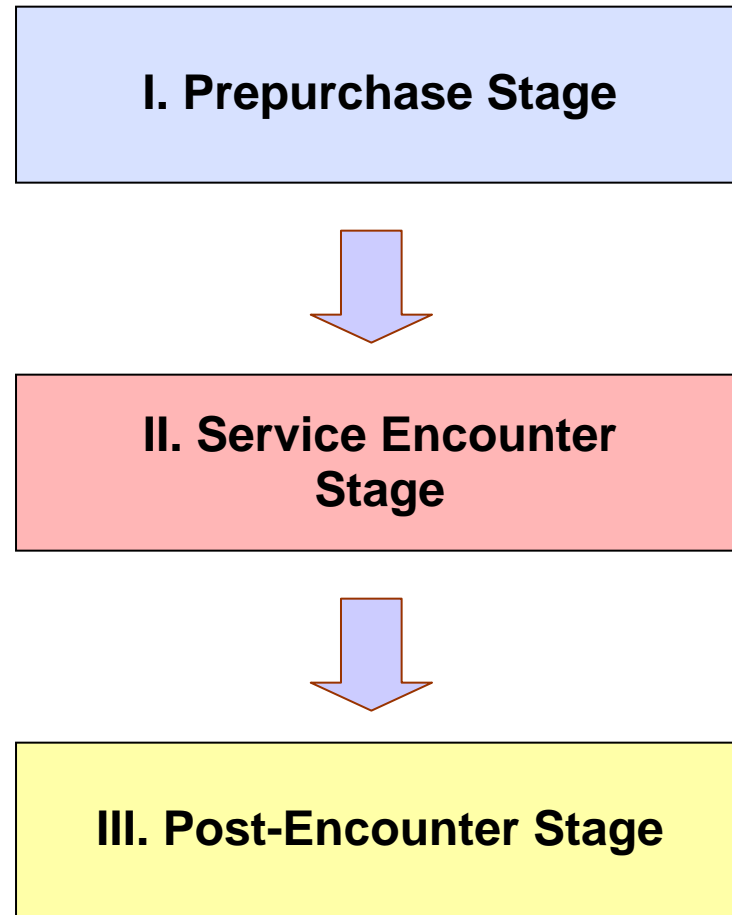 I. Prepurchase Stage
II. Service Encounter
Stage
III. Post-Encounter Stage